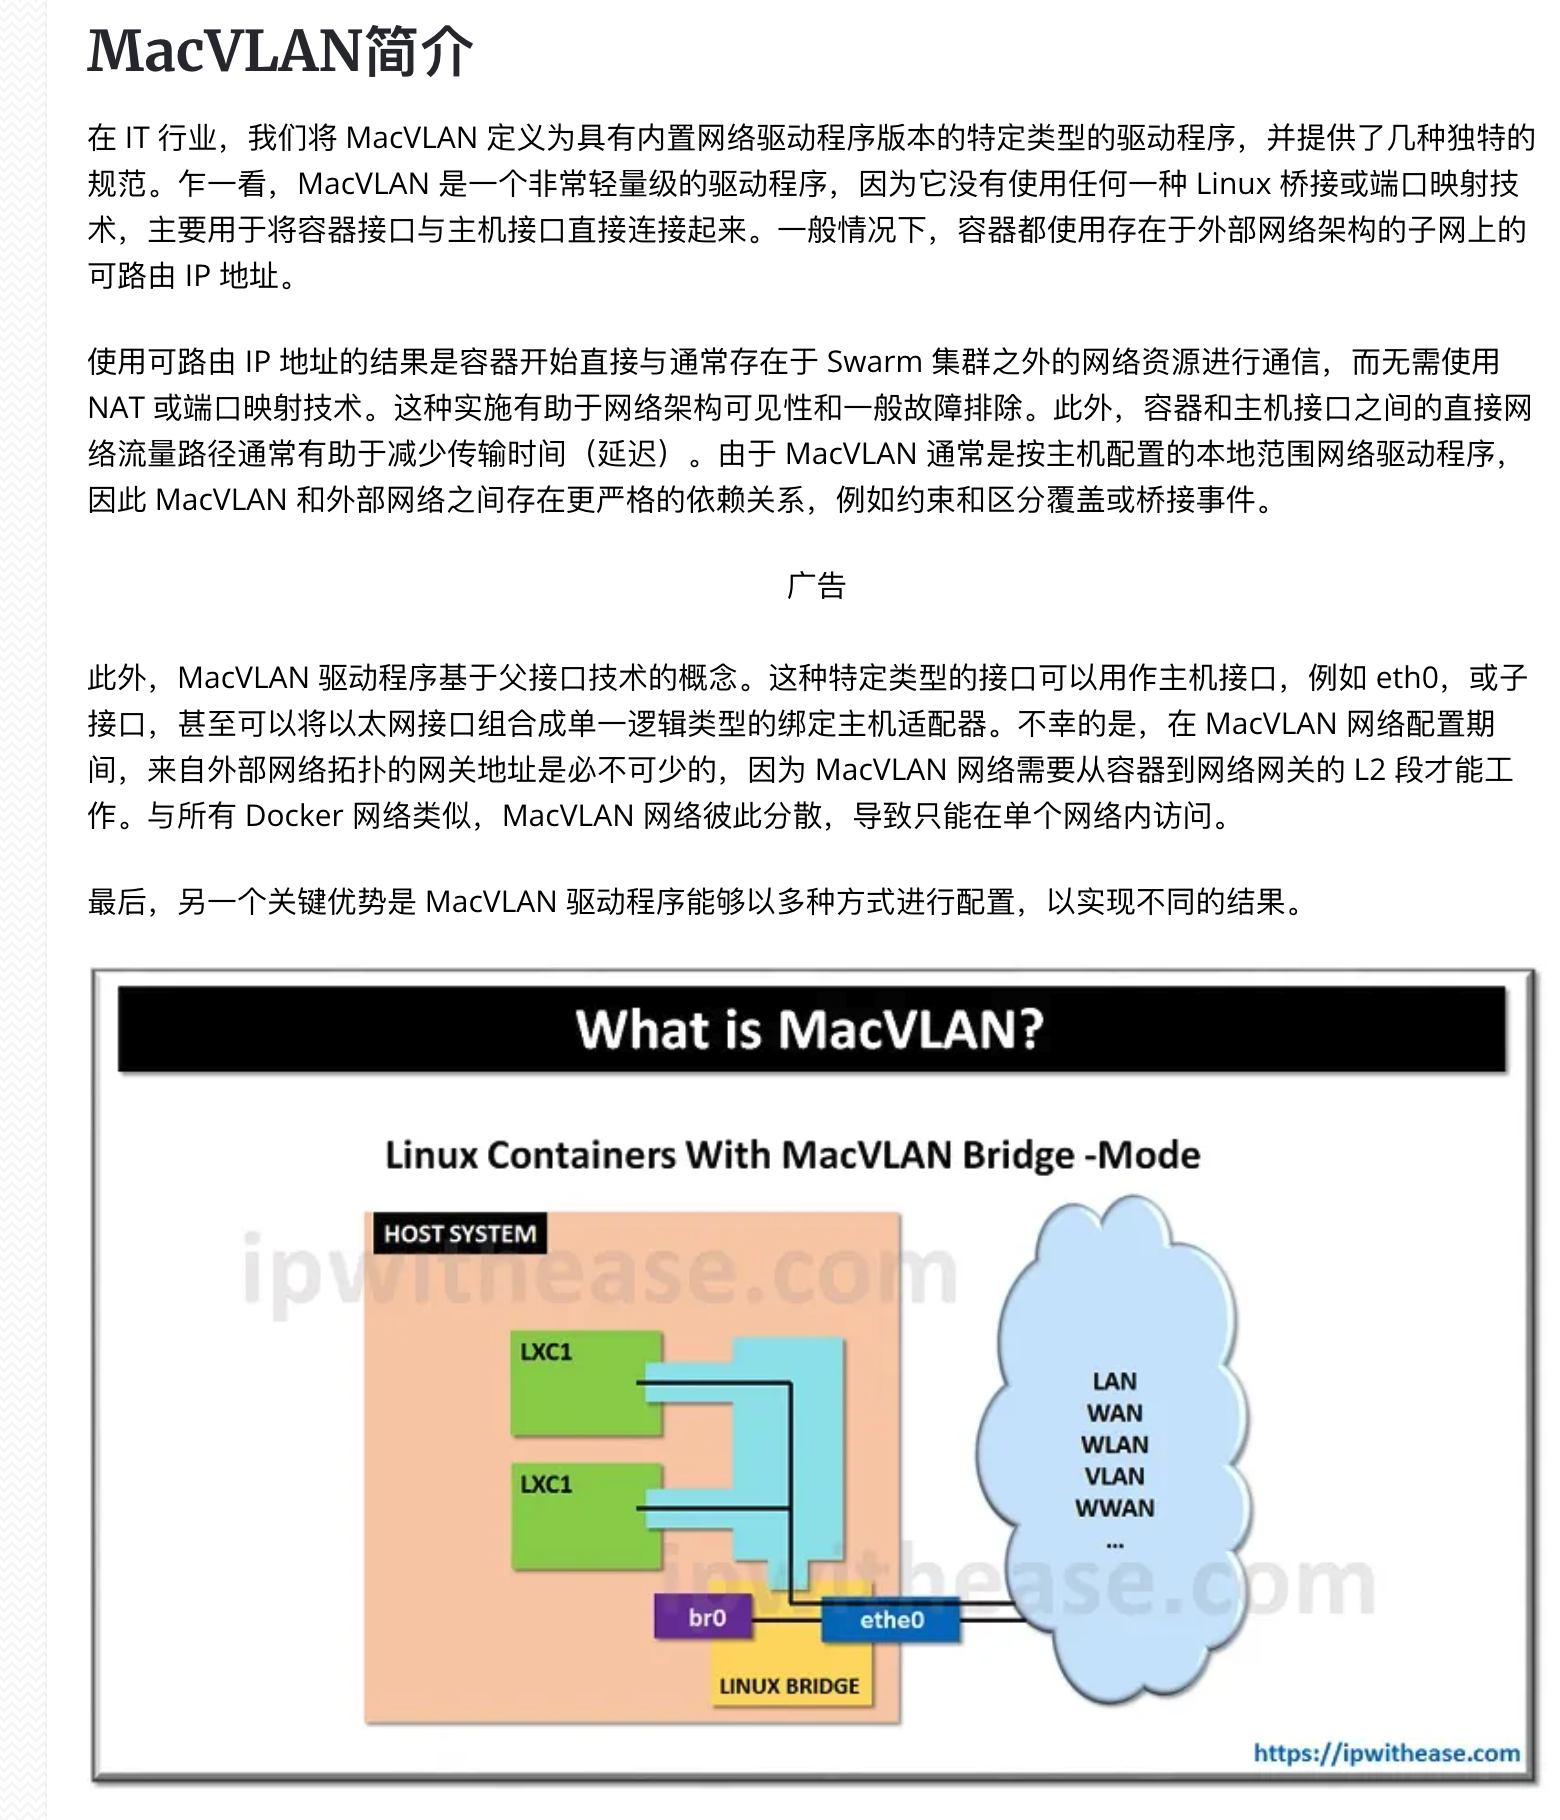 MacVLAN简介
在 IT 行业，我们将 MacVLAN 定义为具有内置网络驱动程序版本的特定类型的驱动程序，并提供了几种独特的
规范。乍一看，MacVLAN 是一个非常轻量级的驱动程序，因为它没有使用任何一种 Linux 桥接或端口映射技
术，主要用于将容器接口与主机接口直接连接起来。一般情况下，容器都使用存在于外部网络架构的子网上的
可路由 IP 地址。
使用可路由 IP 地址的结果是容器开始直接与通常存在于 Swarm 集群之外的网络资源进行通信，而无需使用
NAT 或端口映射技术。这种实施有助于网络架构可见性和一般故障排除。此外，容器和主机接口之间的直接网
络流量路径通常有助于减少传输时间（延迟）。由于 MacVLAN 通常是按主机配置的本地范围网络驱动程序，
因此 MacVLAN 和外部网络之间存在更严格的依赖关系，例如约束和区分覆盖或桥接事件。
广告
此外，MacVLAN 驱动程序基于父接口技术的概念。这种特定类型的接口可以用作主机接口，例如 eth0，或子
接口，甚至可以将以太网接口组合成单一逻辑类型的绑定主机适配器。不幸的是，在 MacVLAN 网络配置期
间，来自外部网络拓扑的网关地址是必不可少的，因为 MacVLAN 网络需要从容器到网络网关的 L2 段才能工
作。与所有 Docker 网络类似，MacVLAN 网络彼此分散，导致只能在单个网络内访问。
最后，另一个关键优势是 MacVLAN 驱动程序能够以多种方式进行配置，以实现不同的结果。
What is MacVLAN?
Linux Containers With MacVLAN Bridge -Mode
HOST SYSTEM
ipwithease.com
LXC1
LXC1
LAN
WAN
WLAN
VLAN
WWAN
...
ipwithease.com
br0
ethe0
LINUX BRIDGE
https://ipwithease.com